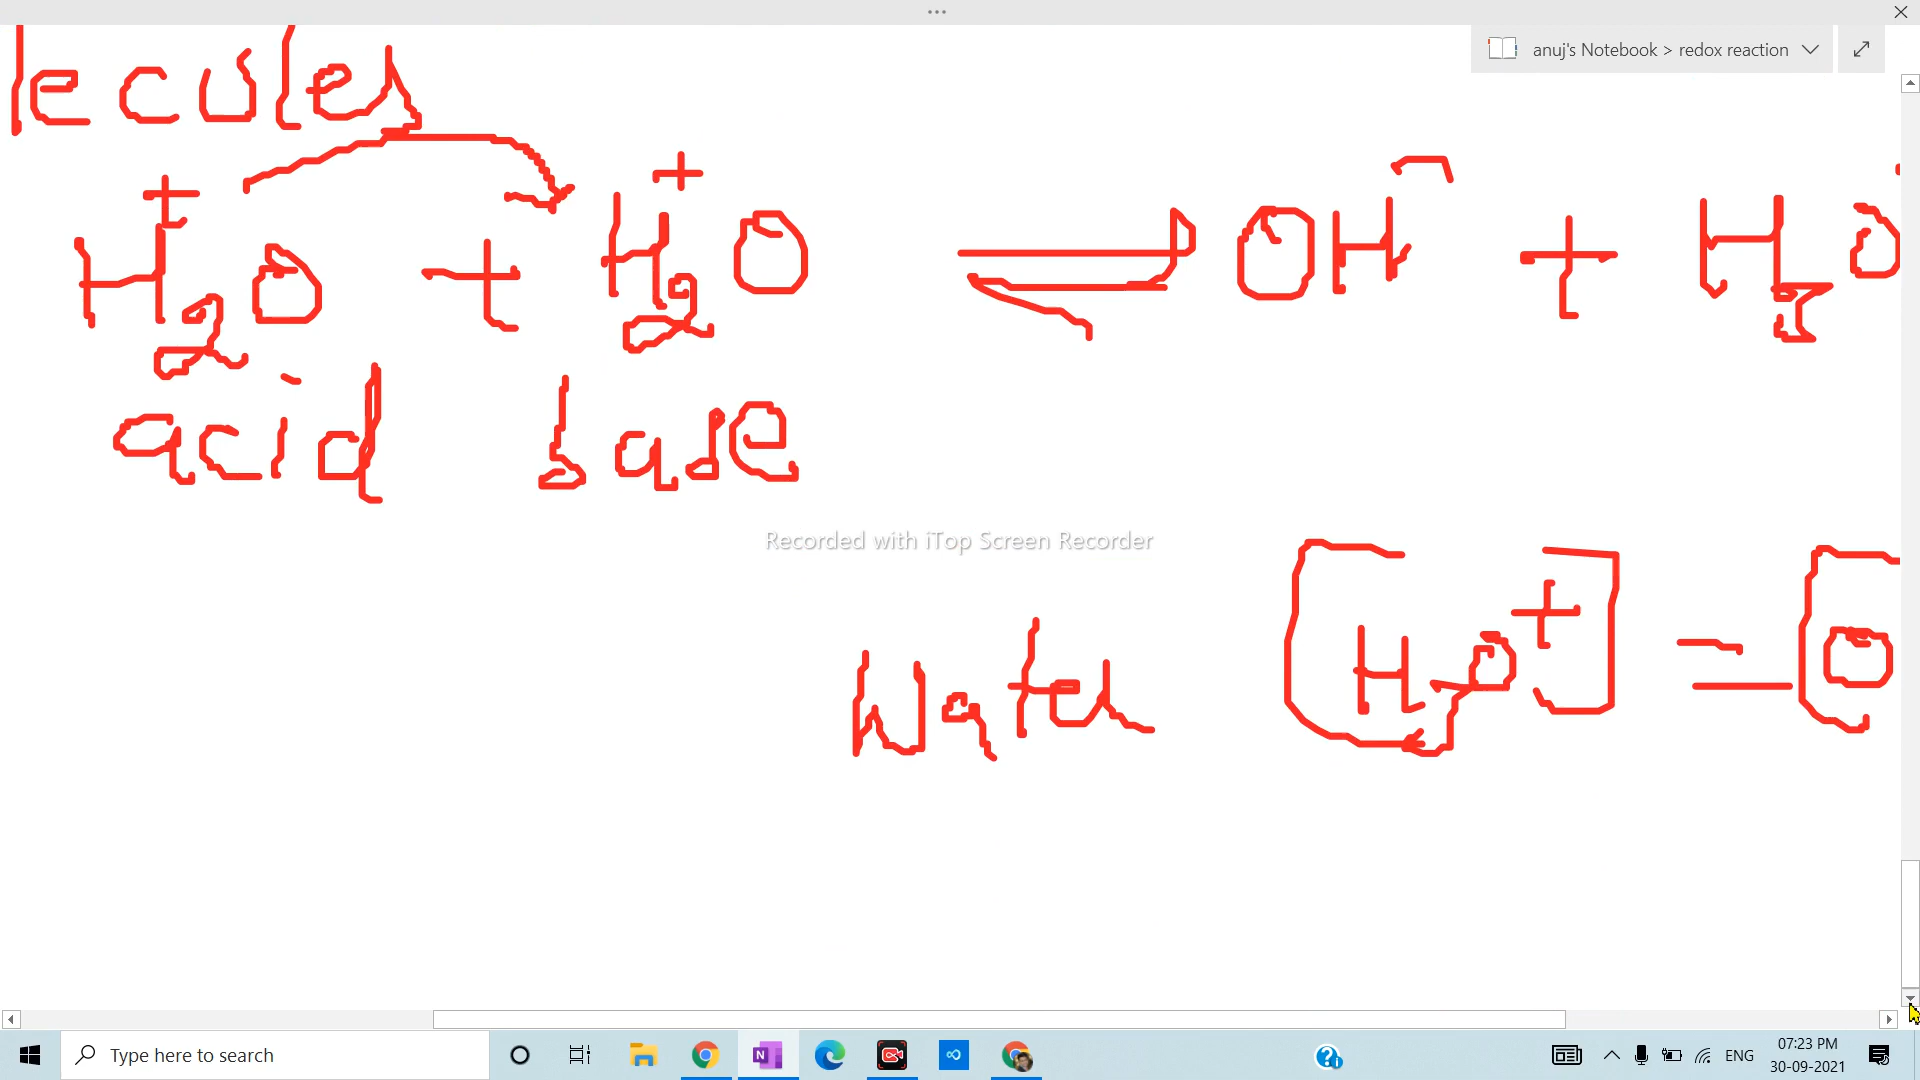 anuj's Notebook > redox reaction
lecules
H₂O + H₂O ⇌ OH⁻ + H₃O
acid base
Recorded with iTop Screen Recorder
Water [H₃O⁺] = [O
Type here to search
ENG
07:23 PM
30-09-2021